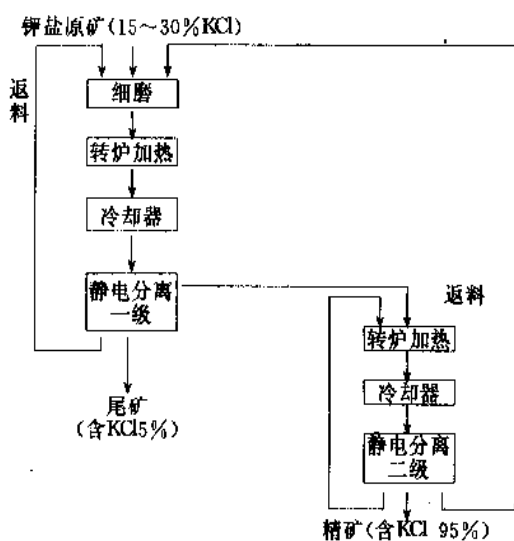 钾盐原矿(15～30%KCl)
返
料
细磨
转炉加热
冷却器
静电分离
一级
尾矿
(含KCl5%)
返料
转炉加热
冷却器
静电分离
二级
精矿(含KCl 95%)